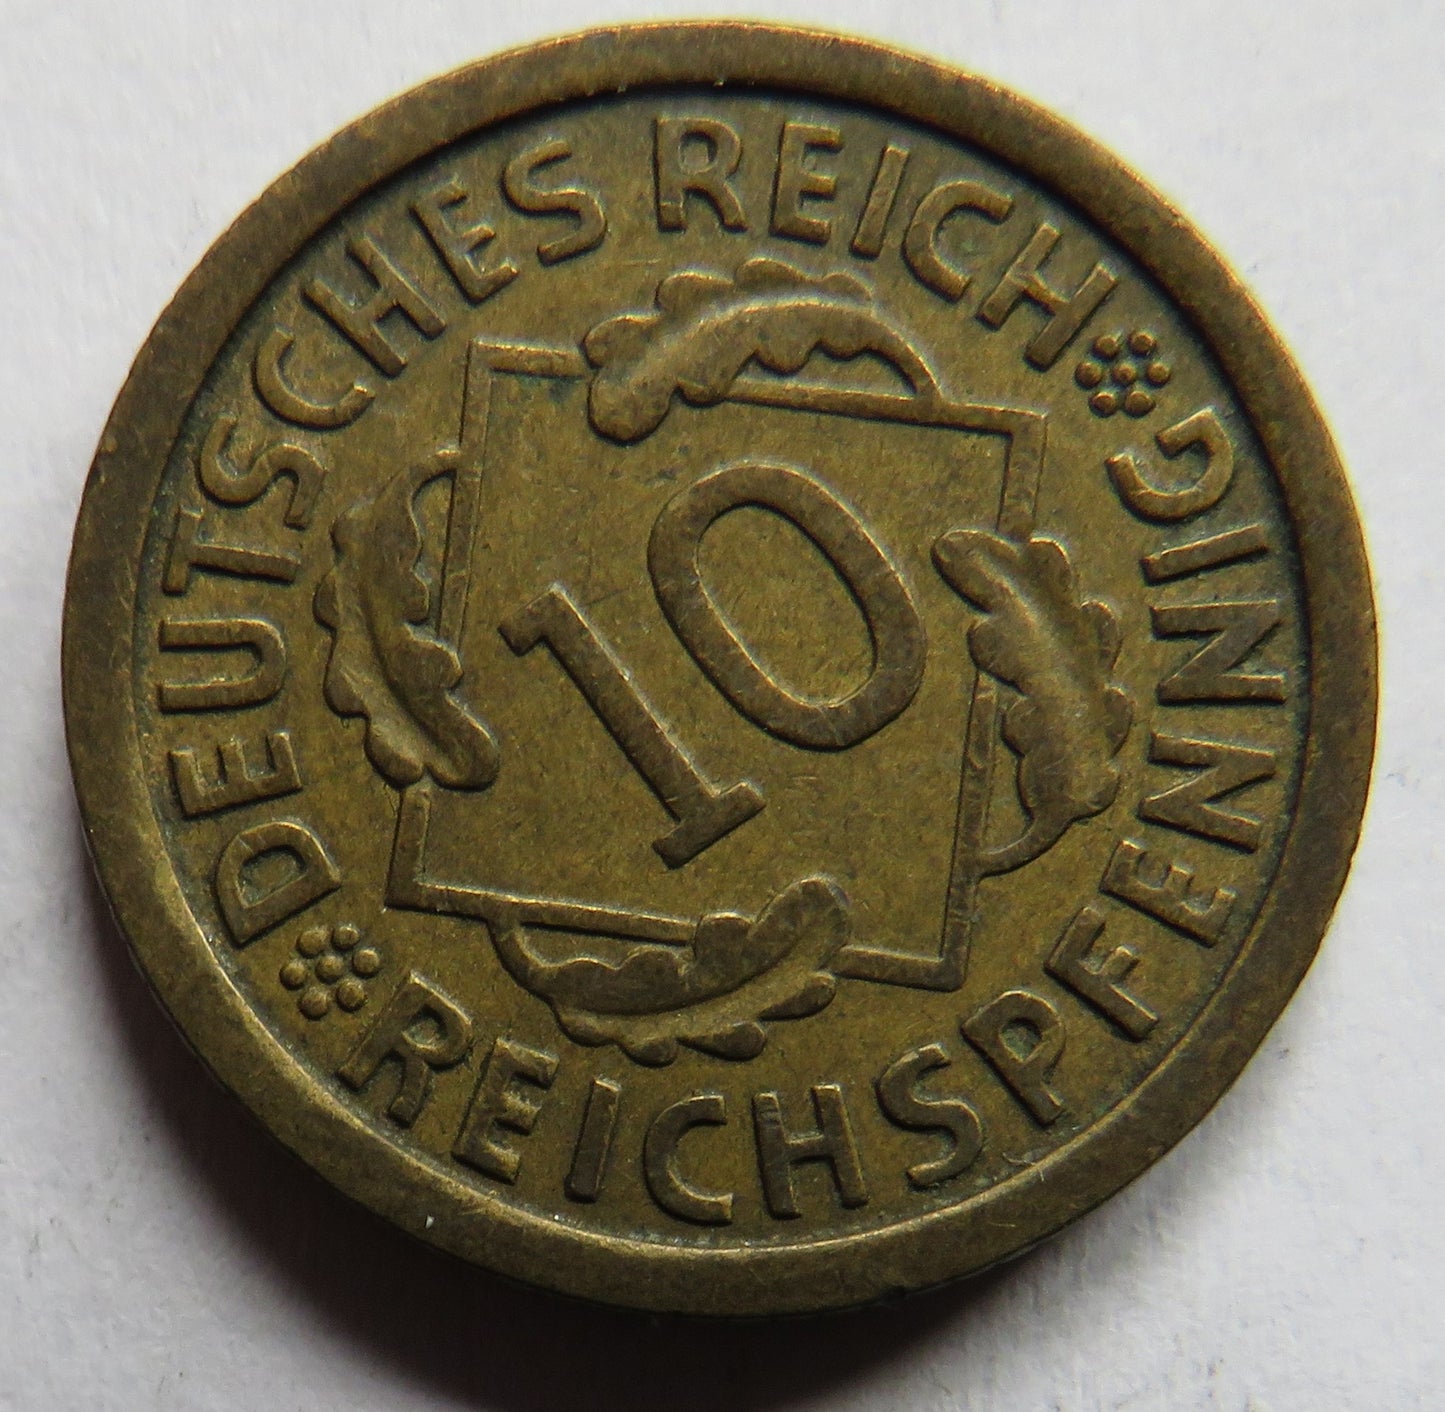 DEUTSCHES REICH
10
REICHSPFENNIG